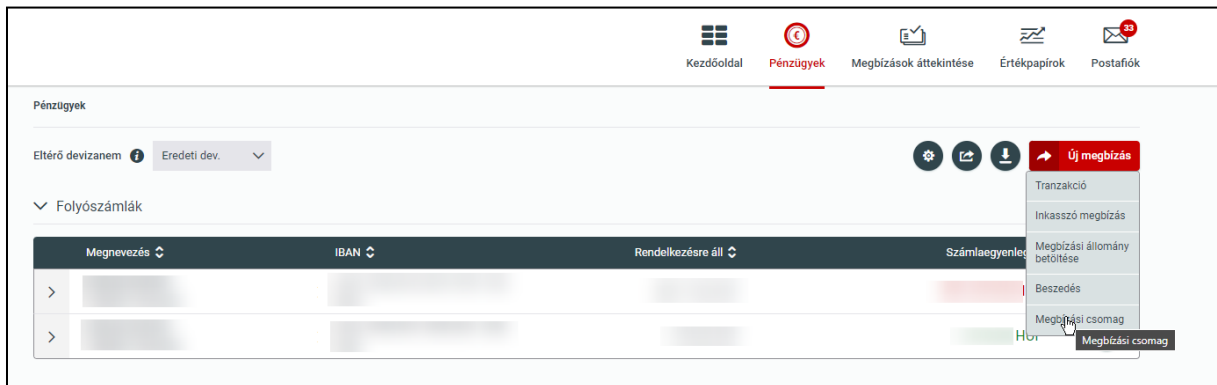 33
Kezdőoldal Pénzügyek Megbízások áttekintése Értékpapírok Postafiók
Pénzügyek
Eltérő devizanem i Eredeti dev. Új megbízás
Tranzakció
Folyószámlák
Inkasszó megbízás
Megnevezés IBAN Rendelkezésre áll Számlaegyenleg
Megbízási állomány
betöltése
Beszedés
Megbízási csomag
Megbízási csomag